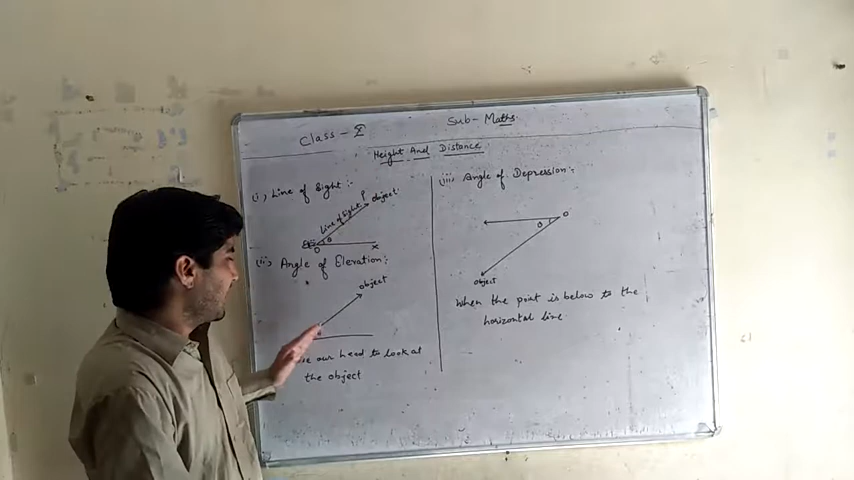 Class - X
Sub - Maths.
Height And Distance
(i) Line of Sight :-
P object
Line of Sight
θ
O
X
(ii) Angle of Elevation :-
object
our head to look at
the object
(iii) Angle of Depression :-
O
θ
object
When the point is below to the
horizontal line.